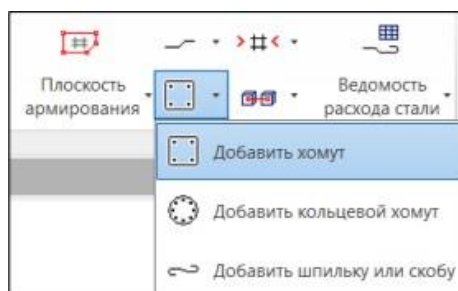 Плоскость
армирования
Ведомость
расхода стали
Добавить хомут
Добавить кольцевой хомут
Добавить шпильку или скобу